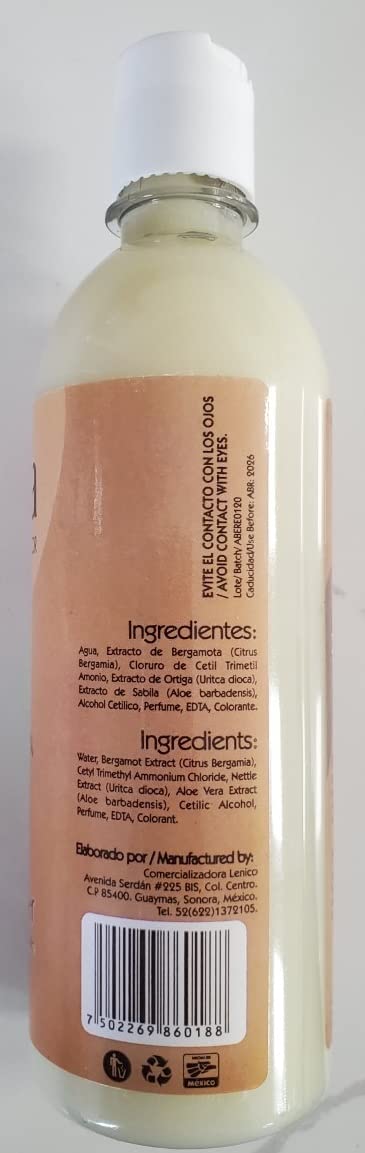 EVITE EL CONTACTO CON LOS OJOS
/ AVOID CONTACT WITH EYES.
Lote/ Batch/ ABERE0120
Caducidad/Use Before: ABR: 2026
Ingredientes:
Agua, Extracto de Bergamota (Citrus
Bergamia), Cloruro de Cetil Trimetil
Amonio, Extracto de Ortiga (Uritca dioca),
Extracto de Sabila (Aloe barbadensis),
Alcohol Cetilico, Perfume, EDTA, Colorante.
Ingredients:
Water, Bergamot Extract (Citrus Bergamia),
Cetyl Trimethyl Ammonium Chloride, Nettle
Extract (Uritca dioca), Aloe Vera Extract
(Aloe barbadensis), Cetilic Alcohol,
Perfume, EDTA, Colorant.
Elaborado por / Manufactured by:
Comercializadora Lenico
Avenida Serdán #225 BIS, Col. Centro.
C.P 85400. Guaymas, Sonora, México.
Tel. 52(622)1372105.
7 502269 860188
HECHO EN
MÉXICO